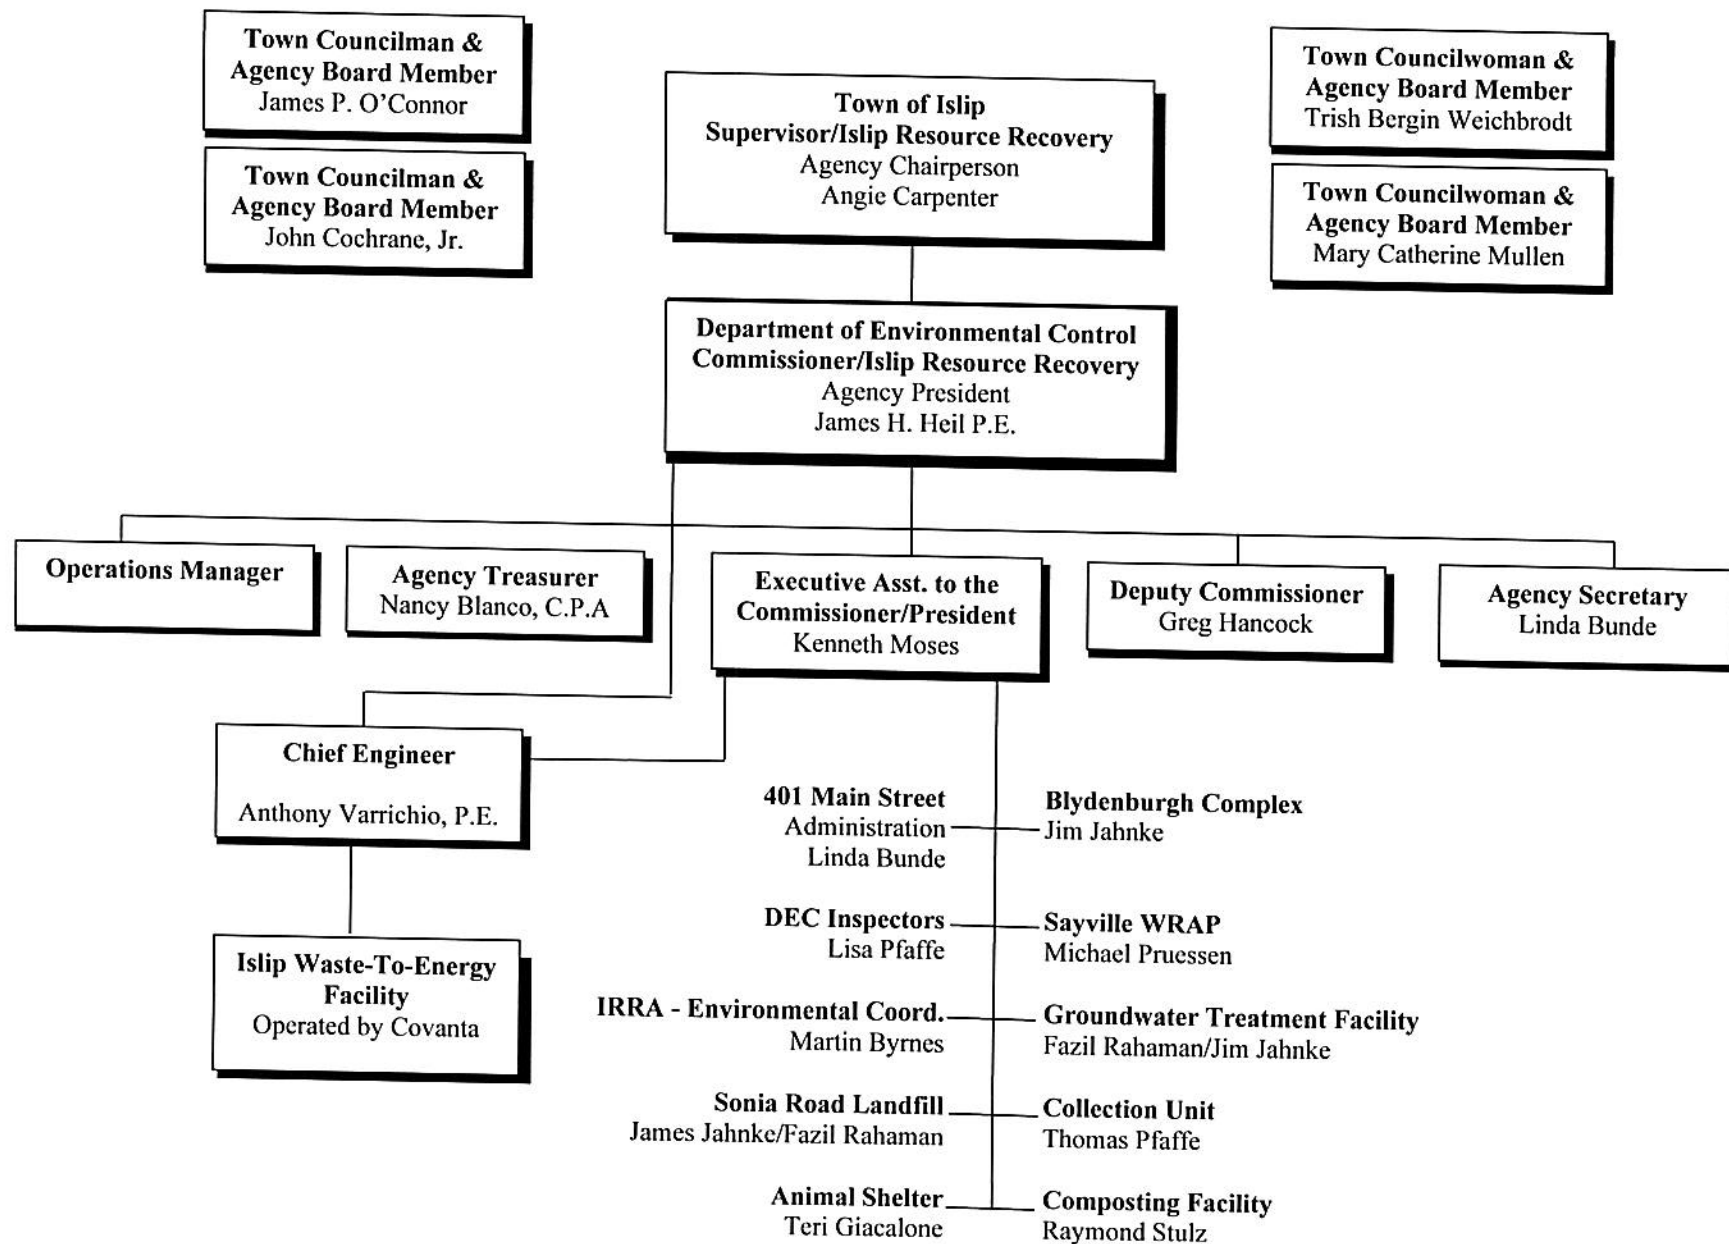 Town Councilman &
Agency Board Member
James P. O'Connor
Town Councilman &
Agency Board Member
John Cochrane, Jr.
Town of Islip
Supervisor/Islip Resource Recovery
Agency Chairperson
Angie Carpenter
Town Councilwoman &
Agency Board Member
Trish Bergin Weichbrodt
Town Councilwoman &
Agency Board Member
Mary Catherine Mullen
Department of Environmental Control
Commissioner/Islip Resource Recovery
Agency President
James H. Heil P.E.
Operations Manager
Agency Treasurer
Nancy Blanco, C.P.A
Executive Asst. to the
Commissioner/President
Kenneth Moses
Deputy Commissioner
Greg Hancock
Agency Secretary
Linda Bunde
Chief Engineer
Anthony Varrichio, P.E.
Islip Waste-To-Energy
Facility
Operated by Covanta
401 Main Street
Administration
Linda Bunde
Blydenburgh Complex
Jim Jahnke
DEC Inspectors
Lisa Pfaffe
Sayville WRAP
Michael Pruessen
IRRA - Environmental Coord.
Martin Byrnes
Groundwater Treatment Facility
Fazil Rahaman/Jim Jahnke
Sonia Road Landfill
James Jahnke/Fazil Rahaman
Collection Unit
Thomas Pfaffe
Animal Shelter
Teri Giacalone
Composting Facility
Raymond Stulz